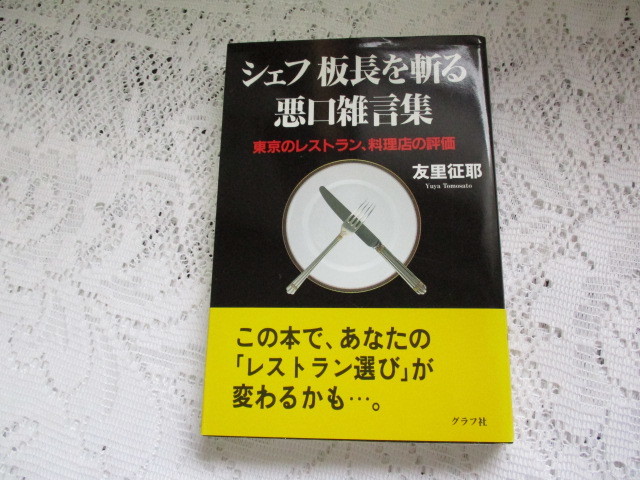 シェフ 板長を斬る
悪口雑言集
東京のレストラン、料理店の評価
友里征耶
Yuya Tomosato
この本で、あなたの
「レストラン選び」が
変わるかも…。
グラフ社